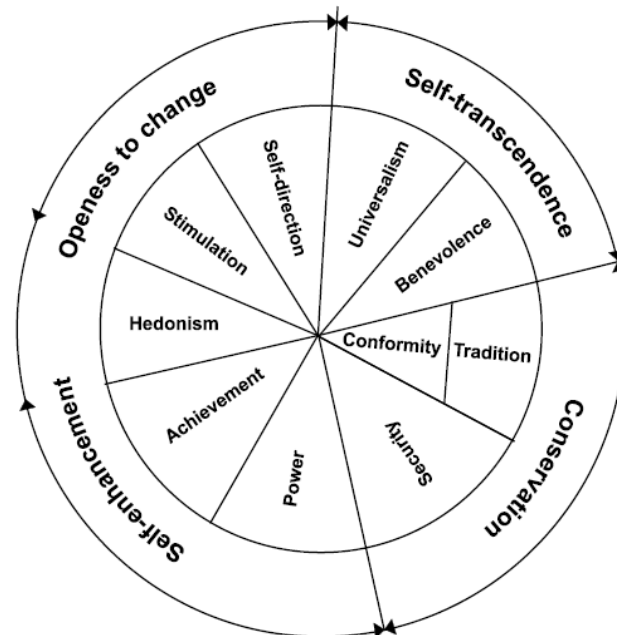 Openess to change
Self-transcendence
Self-direction
Universalism
Stimulation
Benevolence
Hedonism
Conformity
Tradition
Achievement
Power
Security
Self-enhancement
Conservation